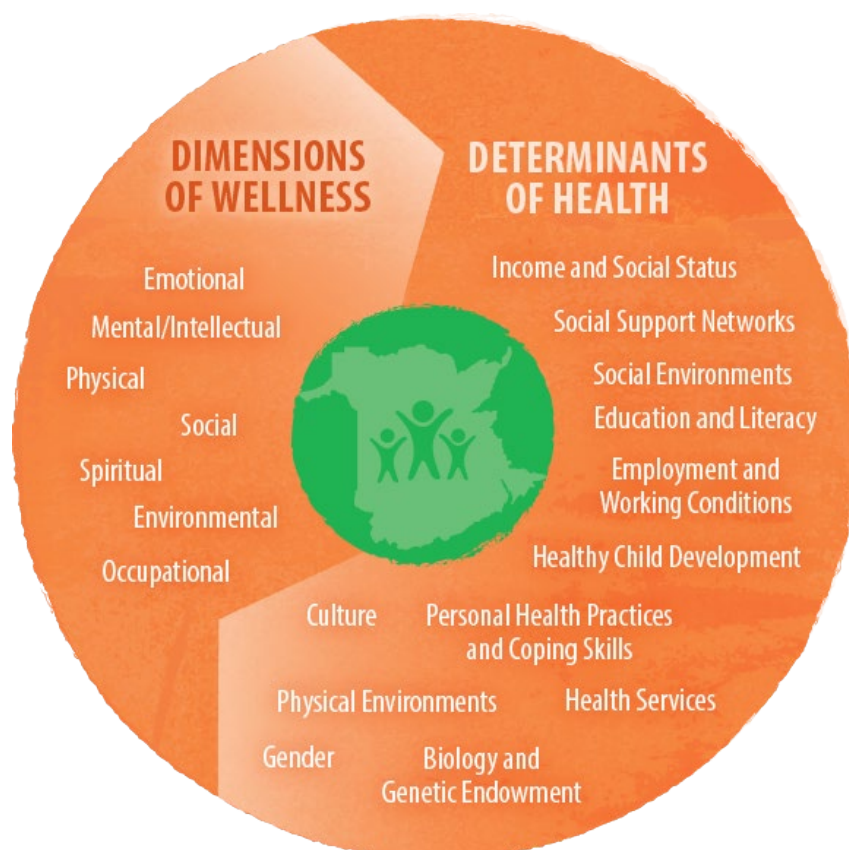 DIMENSIONS
OF WELLNESS
Emotional
Mental/Intellectual
Physical
Social
Spiritual
Environmental
Occupational
DETERMINANTS
OF HEALTH
Income and Social Status
Social Support Networks
Social Environments
Education and Literacy
Employment and
Working Conditions
Healthy Child Development
Culture
Personal Health Practices
and Coping Skills
Physical Environments
Health Services
Gender
Biology and
Genetic Endowment